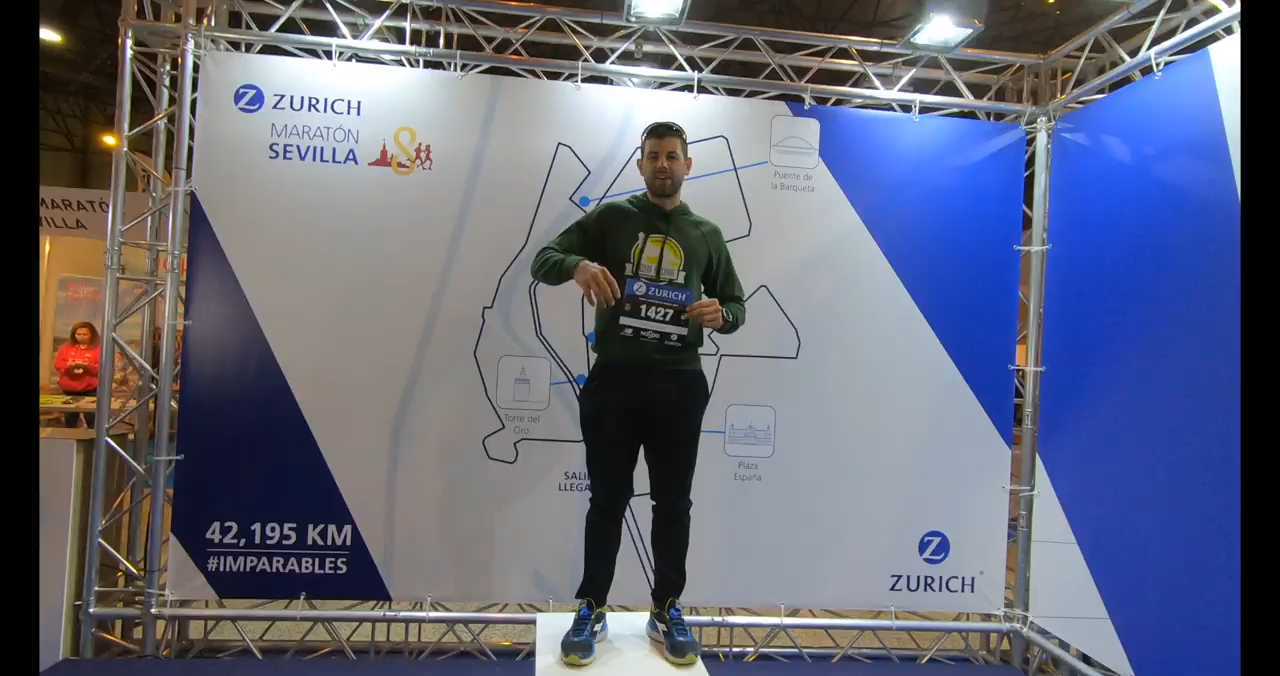 ZURICH
MARATÓN
SEVILLA
Puente de
la Barqueta
MARATÓ
VILLA
ZURICH
1427
Torre del
Oro
Plaza
España
SALI
LLEGA
42,195 KM
#IMPARABLES
ZURICH